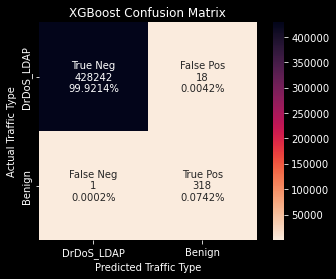 XGBoost Confusion Matrix
Actual Traffic Type
DrDoS_LDAP
Benign
True Neg
428242
99.9214%
False Pos
18
0.0042%
False Neg
1
0.0002%
True Pos
318
0.0742%
DrDoS_LDAP
Benign
Predicted Traffic Type
400000
350000
300000
250000
200000
150000
100000
50000